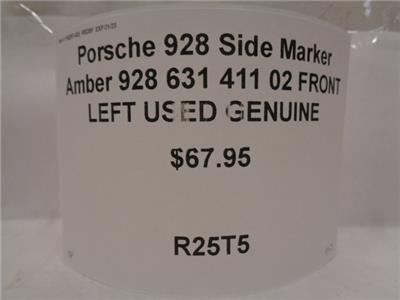 Porsche 928 Side Marker
Amber 928 631 411 02 FRONT
LEFT USED GENUINE
$67.95
R25T5